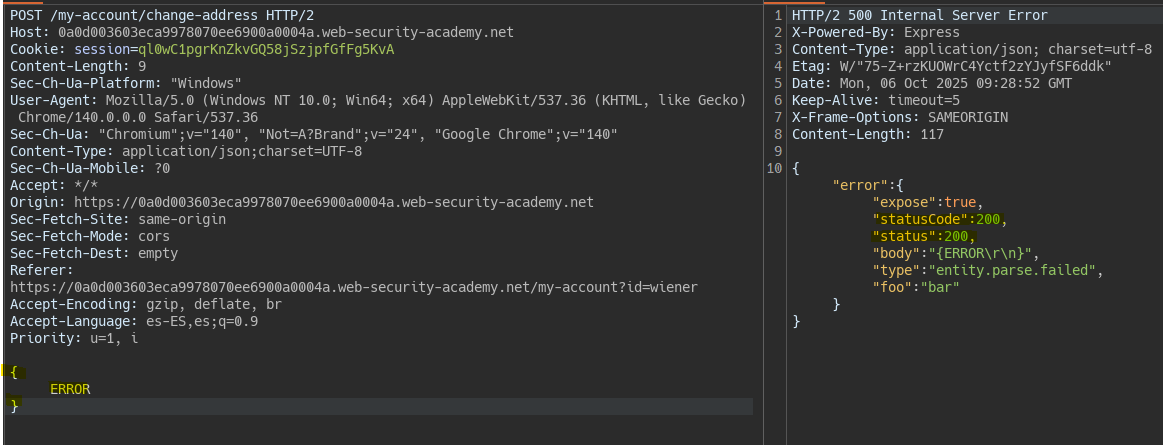 POST /my-account/change-address HTTP/2
Host: 0a0d003603eca9978070ee6900a0004a.web-security-academy.net
Cookie: session=ql0wC1pgrKnZkvGQ58jSzjpfGfFg5KvA
Content-Length: 9
Sec-Ch-Ua-Platform: "Windows"
User-Agent: Mozilla/5.0 (Windows NT 10.0; Win64; x64) AppleWebKit/537.36 (KHTML, like Gecko)
Chrome/140.0.0.0 Safari/537.36
Sec-Ch-Ua: "Chromium";v="140", "Not=A?Brand";v="24", "Google Chrome";v="140"
Content-Type: application/json;charset=UTF-8
Sec-Ch-Ua-Mobile: ?0
Accept: */*
Origin: https://0a0d003603eca9978070ee6900a0004a.web-security-academy.net
Sec-Fetch-Site: same-origin
Sec-Fetch-Mode: cors
Sec-Fetch-Dest: empty
Referer:
https://0a0d003603eca9978070ee6900a0004a.web-security-academy.net/my-account?id=wiener
Accept-Encoding: gzip, deflate, br
Accept-Language: es-ES,es;q=0.9
Priority: u=1, i
{
ERROR
}
1 HTTP/2 500 Internal Server Error
2 X-Powered-By: Express
3 Content-Type: application/json; charset=utf-8
4 Etag: W/"75-Z+rzKUOWrC4Yctf2zYJyfSF6ddk"
5 Date: Mon, 06 Oct 2025 09:28:52 GMT
6 Keep-Alive: timeout=5
7 X-Frame-Options: SAMEORIGIN
8 Content-Length: 117
9
10 {
"error":{
"expose":true,
"statusCode":200,
"status":200,
"body":"{ERROR\r\n}",
"type":"entity.parse.failed",
"foo":"bar"
}
}